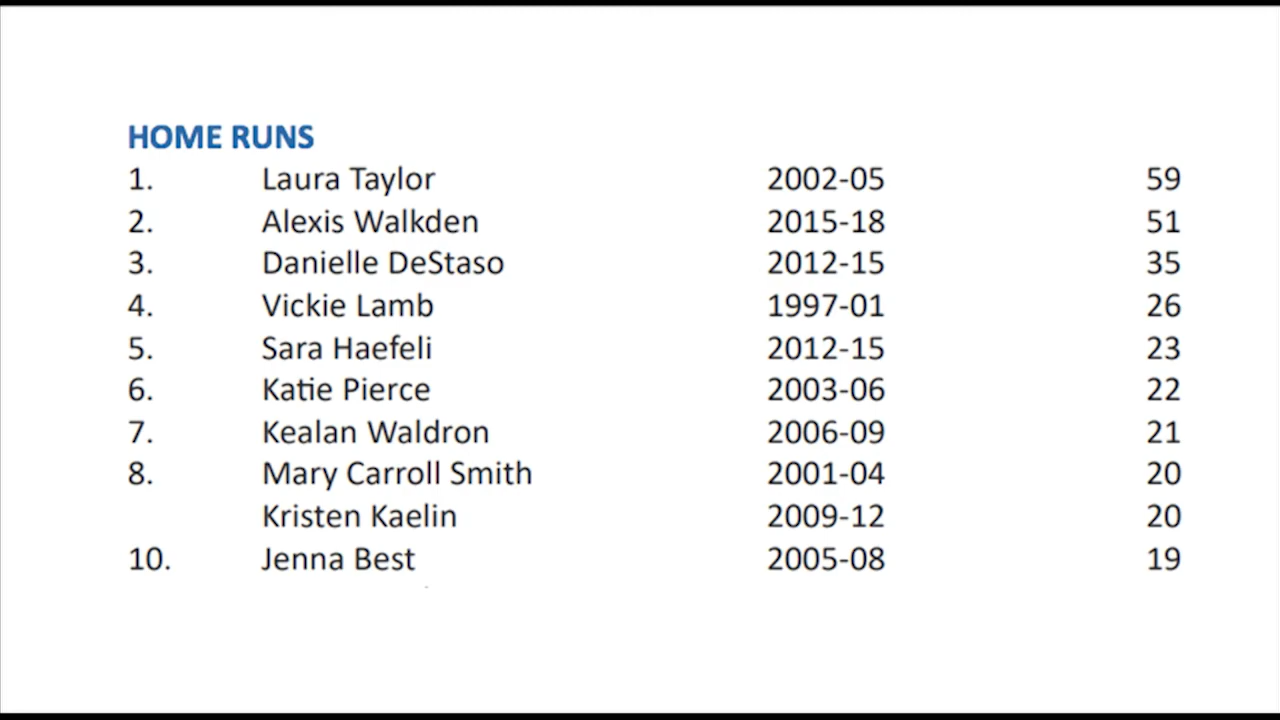 HOME RUNS
1. Laura Taylor 2002-05 59
2. Alexis Walkden 2015-18 51
3. Danielle DeStaso 2012-15 35
4. Vickie Lamb 1997-01 26
5. Sara Haefeli 2012-15 23
6. Katie Pierce 2003-06 22
7. Kealan Waldron 2006-09 21
8. Mary Carroll Smith 2001-04 20
Kristen Kaelin 2009-12 20
10. Jenna Best 2005-08 19